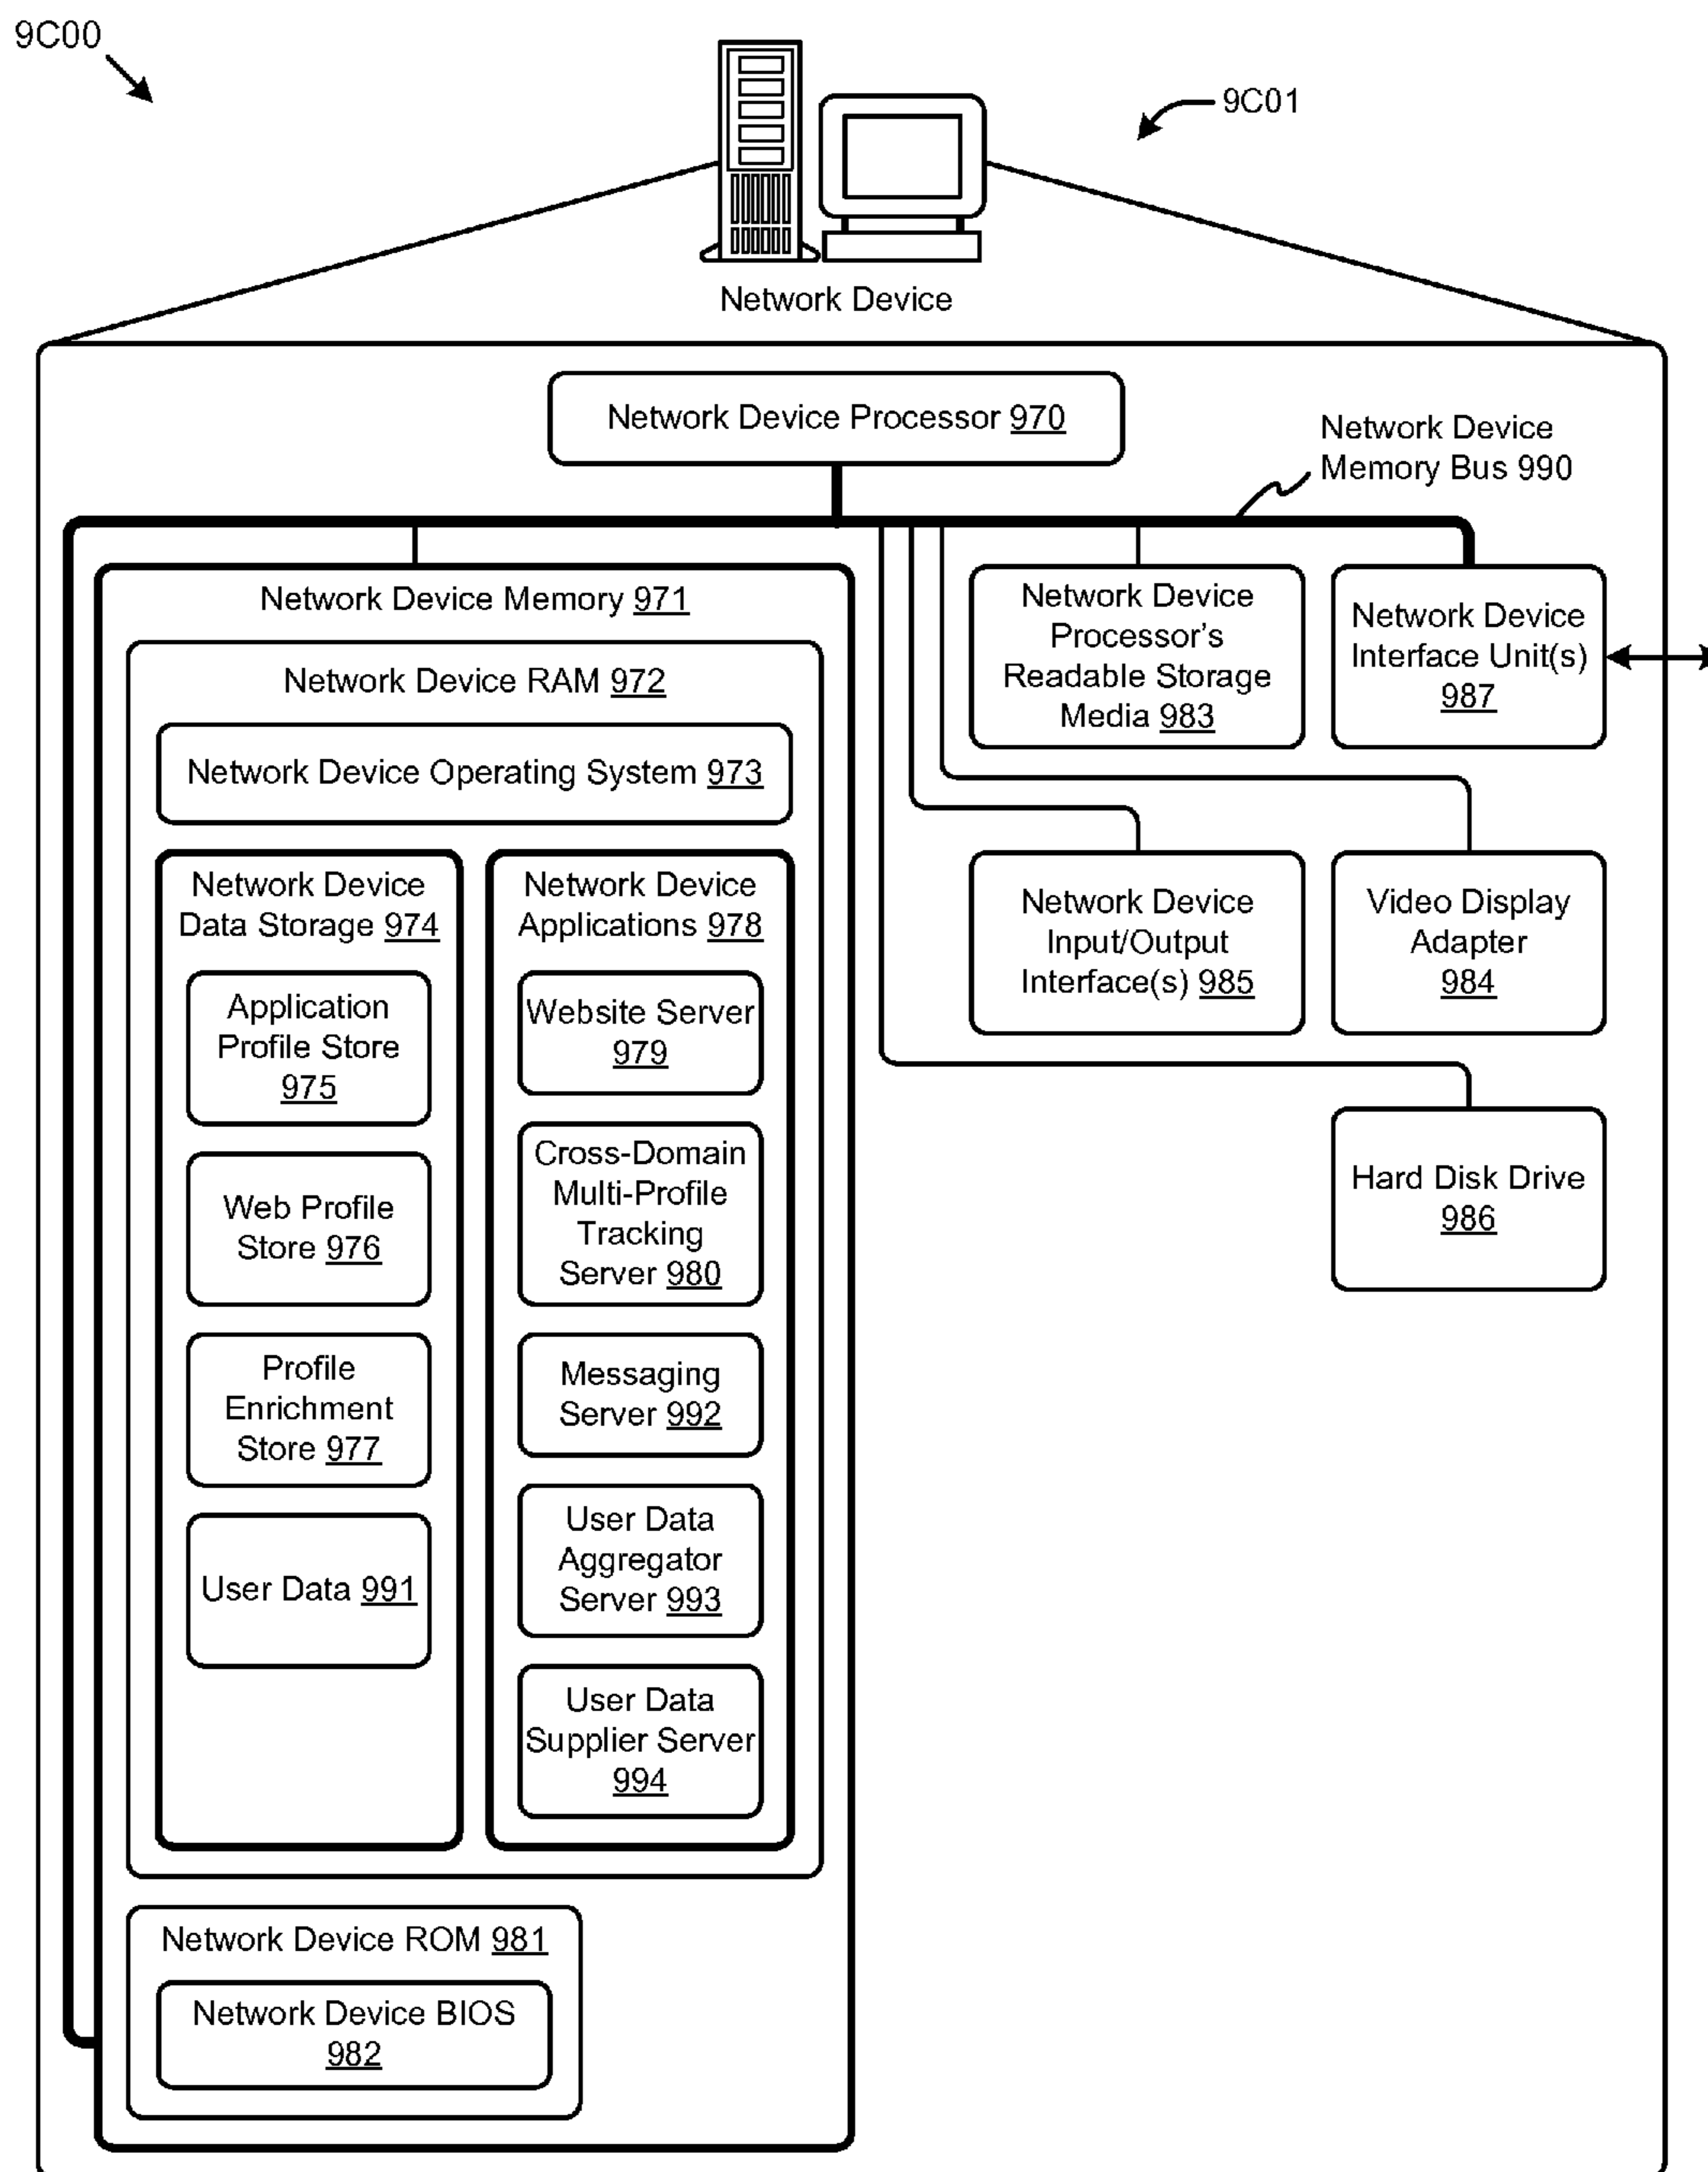 9C00
9C01
Network Device
Network Device Processor 970
Network Device
Memory Bus 990
Network Device Memory 971
Network Device RAM 972
Network Device Operating System 973
Network Device
Data Storage 974
Application
Profile Store
975
Web Profile
Store 976
Profile
Enrichment
Store 977
User Data 991
Network Device
Applications 978
Website Server
979
Cross-Domain
Multi-Profile
Tracking
Server 980
Messaging
Server 992
User Data
Aggregator
Server 993
User Data
Supplier Server
994
Network Device ROM 981
Network Device BIOS
982
Network Device
Processor’s
Readable Storage
Media 983
Network Device
Interface Unit(s)
987
Network Device
Input/Output
Interface(s) 985
Video Display
Adapter
984
Hard Disk Drive
986